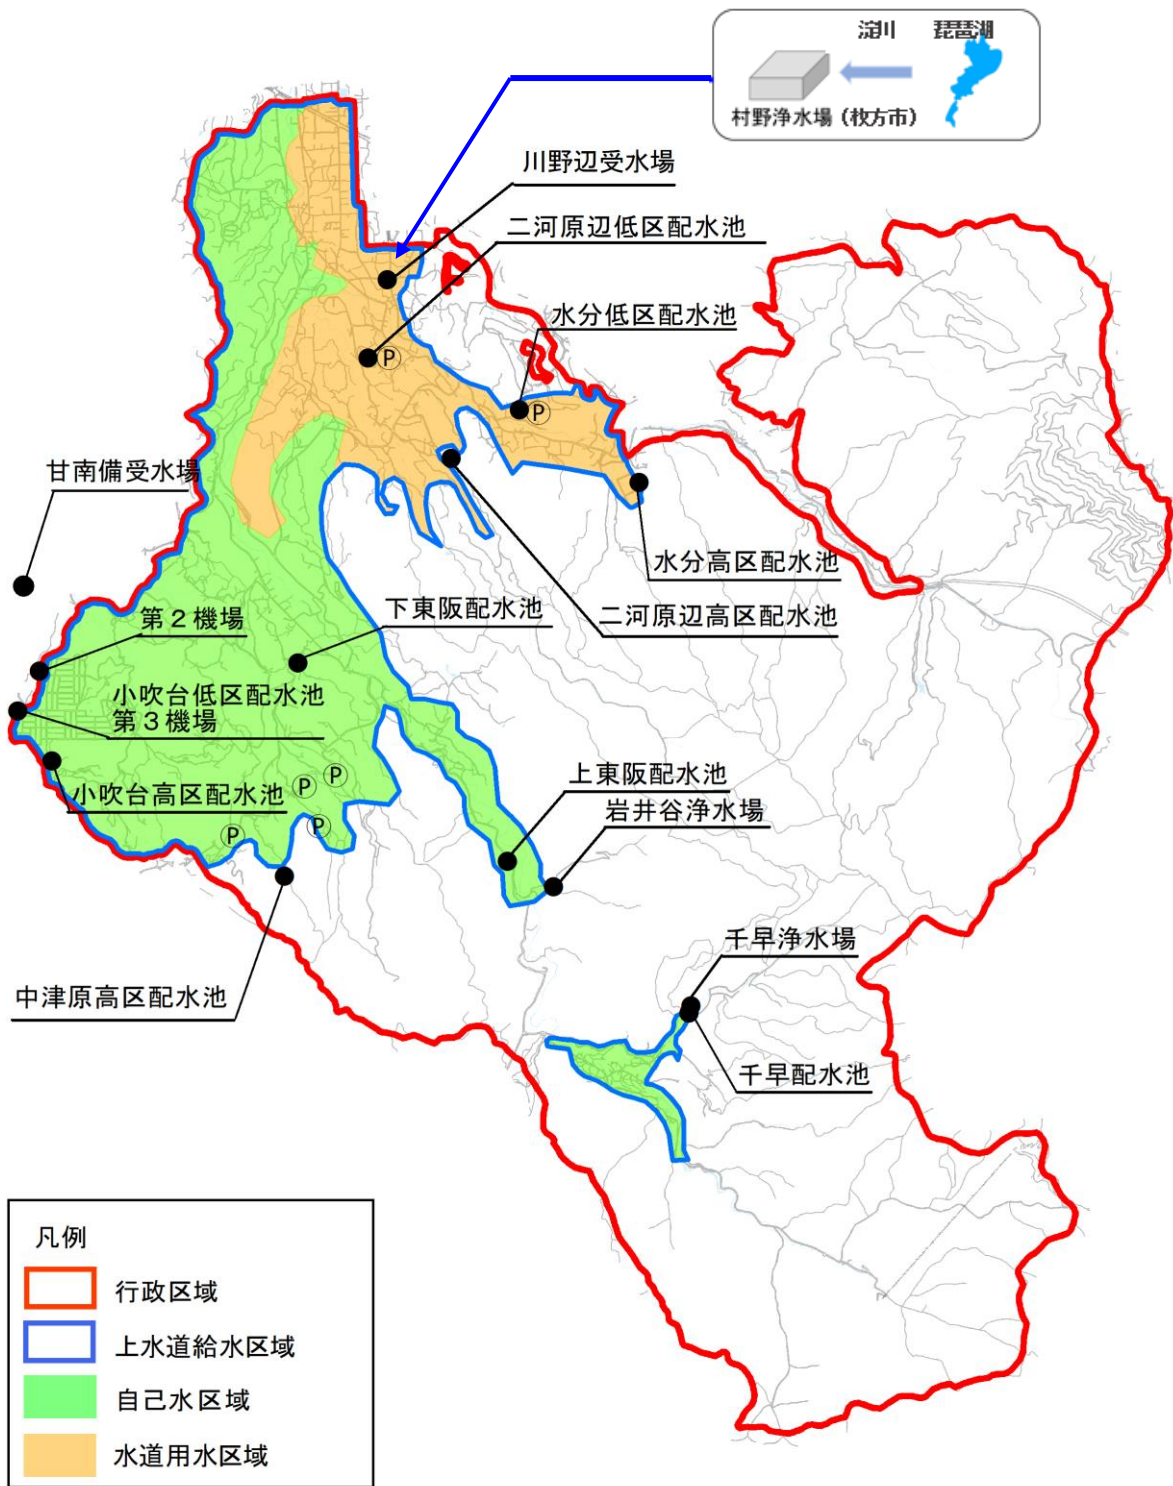 淀川 琵琶湖
村野浄水場 (枚方市)
川野辺受水場
二河原辺低区配水池
水分低区配水池
P
P
甘南備受水場
水分高区配水池
二河原辺高区配水池
下東阪配水池
第2機場
小吹台低区配水池
第3機場
小吹台高区配水池
P
P
P
P
上東阪配水池
岩井谷浄水場
中津原高区配水池
千早浄水場
千早配水池
凡例
行政区域
上水道給水区域
自己水区域
水道用水区域